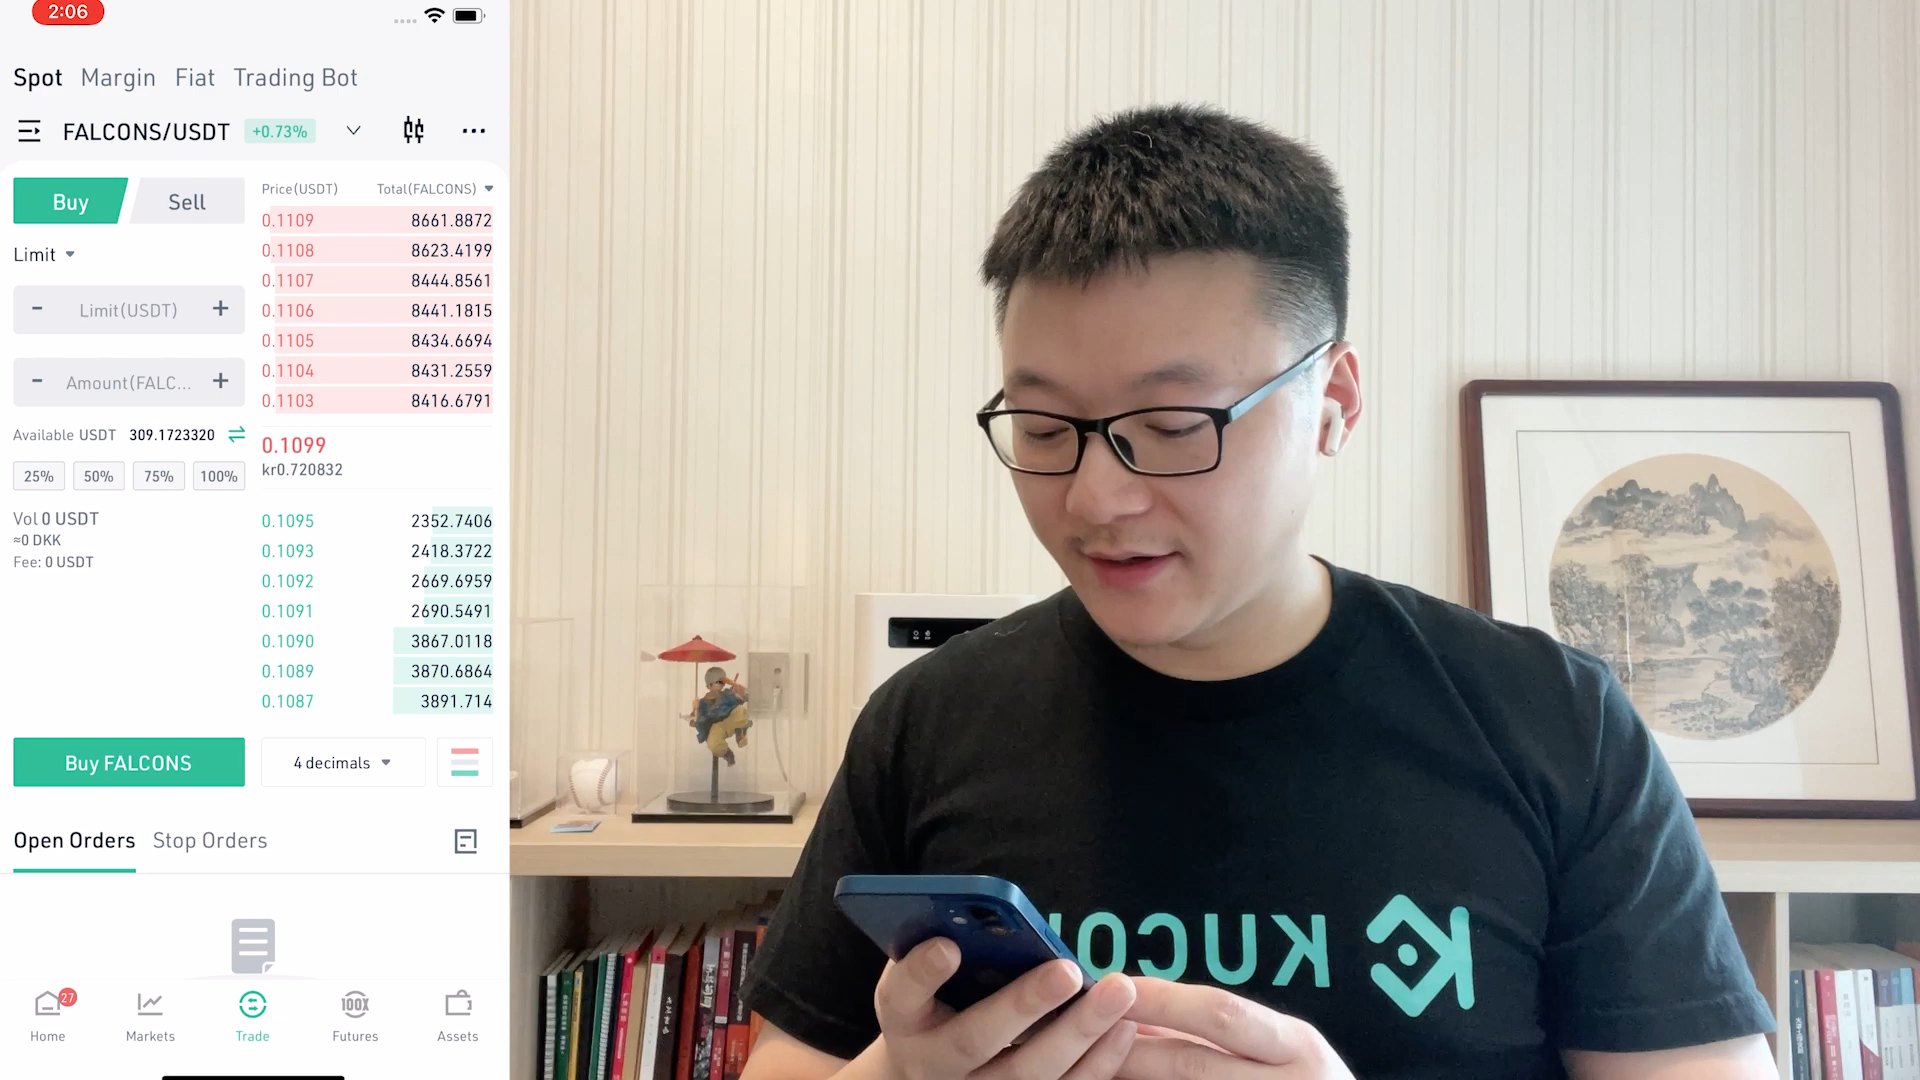 2:06
Spot Margin Fiat Trading Bot
FALCONS/USDT +0.73%
Buy Sell
Limit
Limit(USDT)
Amount(FALC...
Available USDT 309.1723320
25% 50% 75% 100%
Vol 0 USDT
≈0 DKK
Fee: 0 USDT
Buy FALCONS
Price(USDT) Total(FALCONS)
0.1109 8661.8872
0.1108 8623.4199
0.1107 8444.8561
0.1106 8441.1815
0.1105 8434.6694
0.1104 8431.2559
0.1103 8416.6791
0.1099
kr0.720832
0.1095 2352.7406
0.1093 2418.3722
0.1092 2669.6959
0.1091 2690.5491
0.1090 3867.0118
0.1089 3870.6864
0.1087 3891.714
4 decimals
Open Orders Stop Orders
27
100X
Home Markets Trade Futures Assets
KUCO